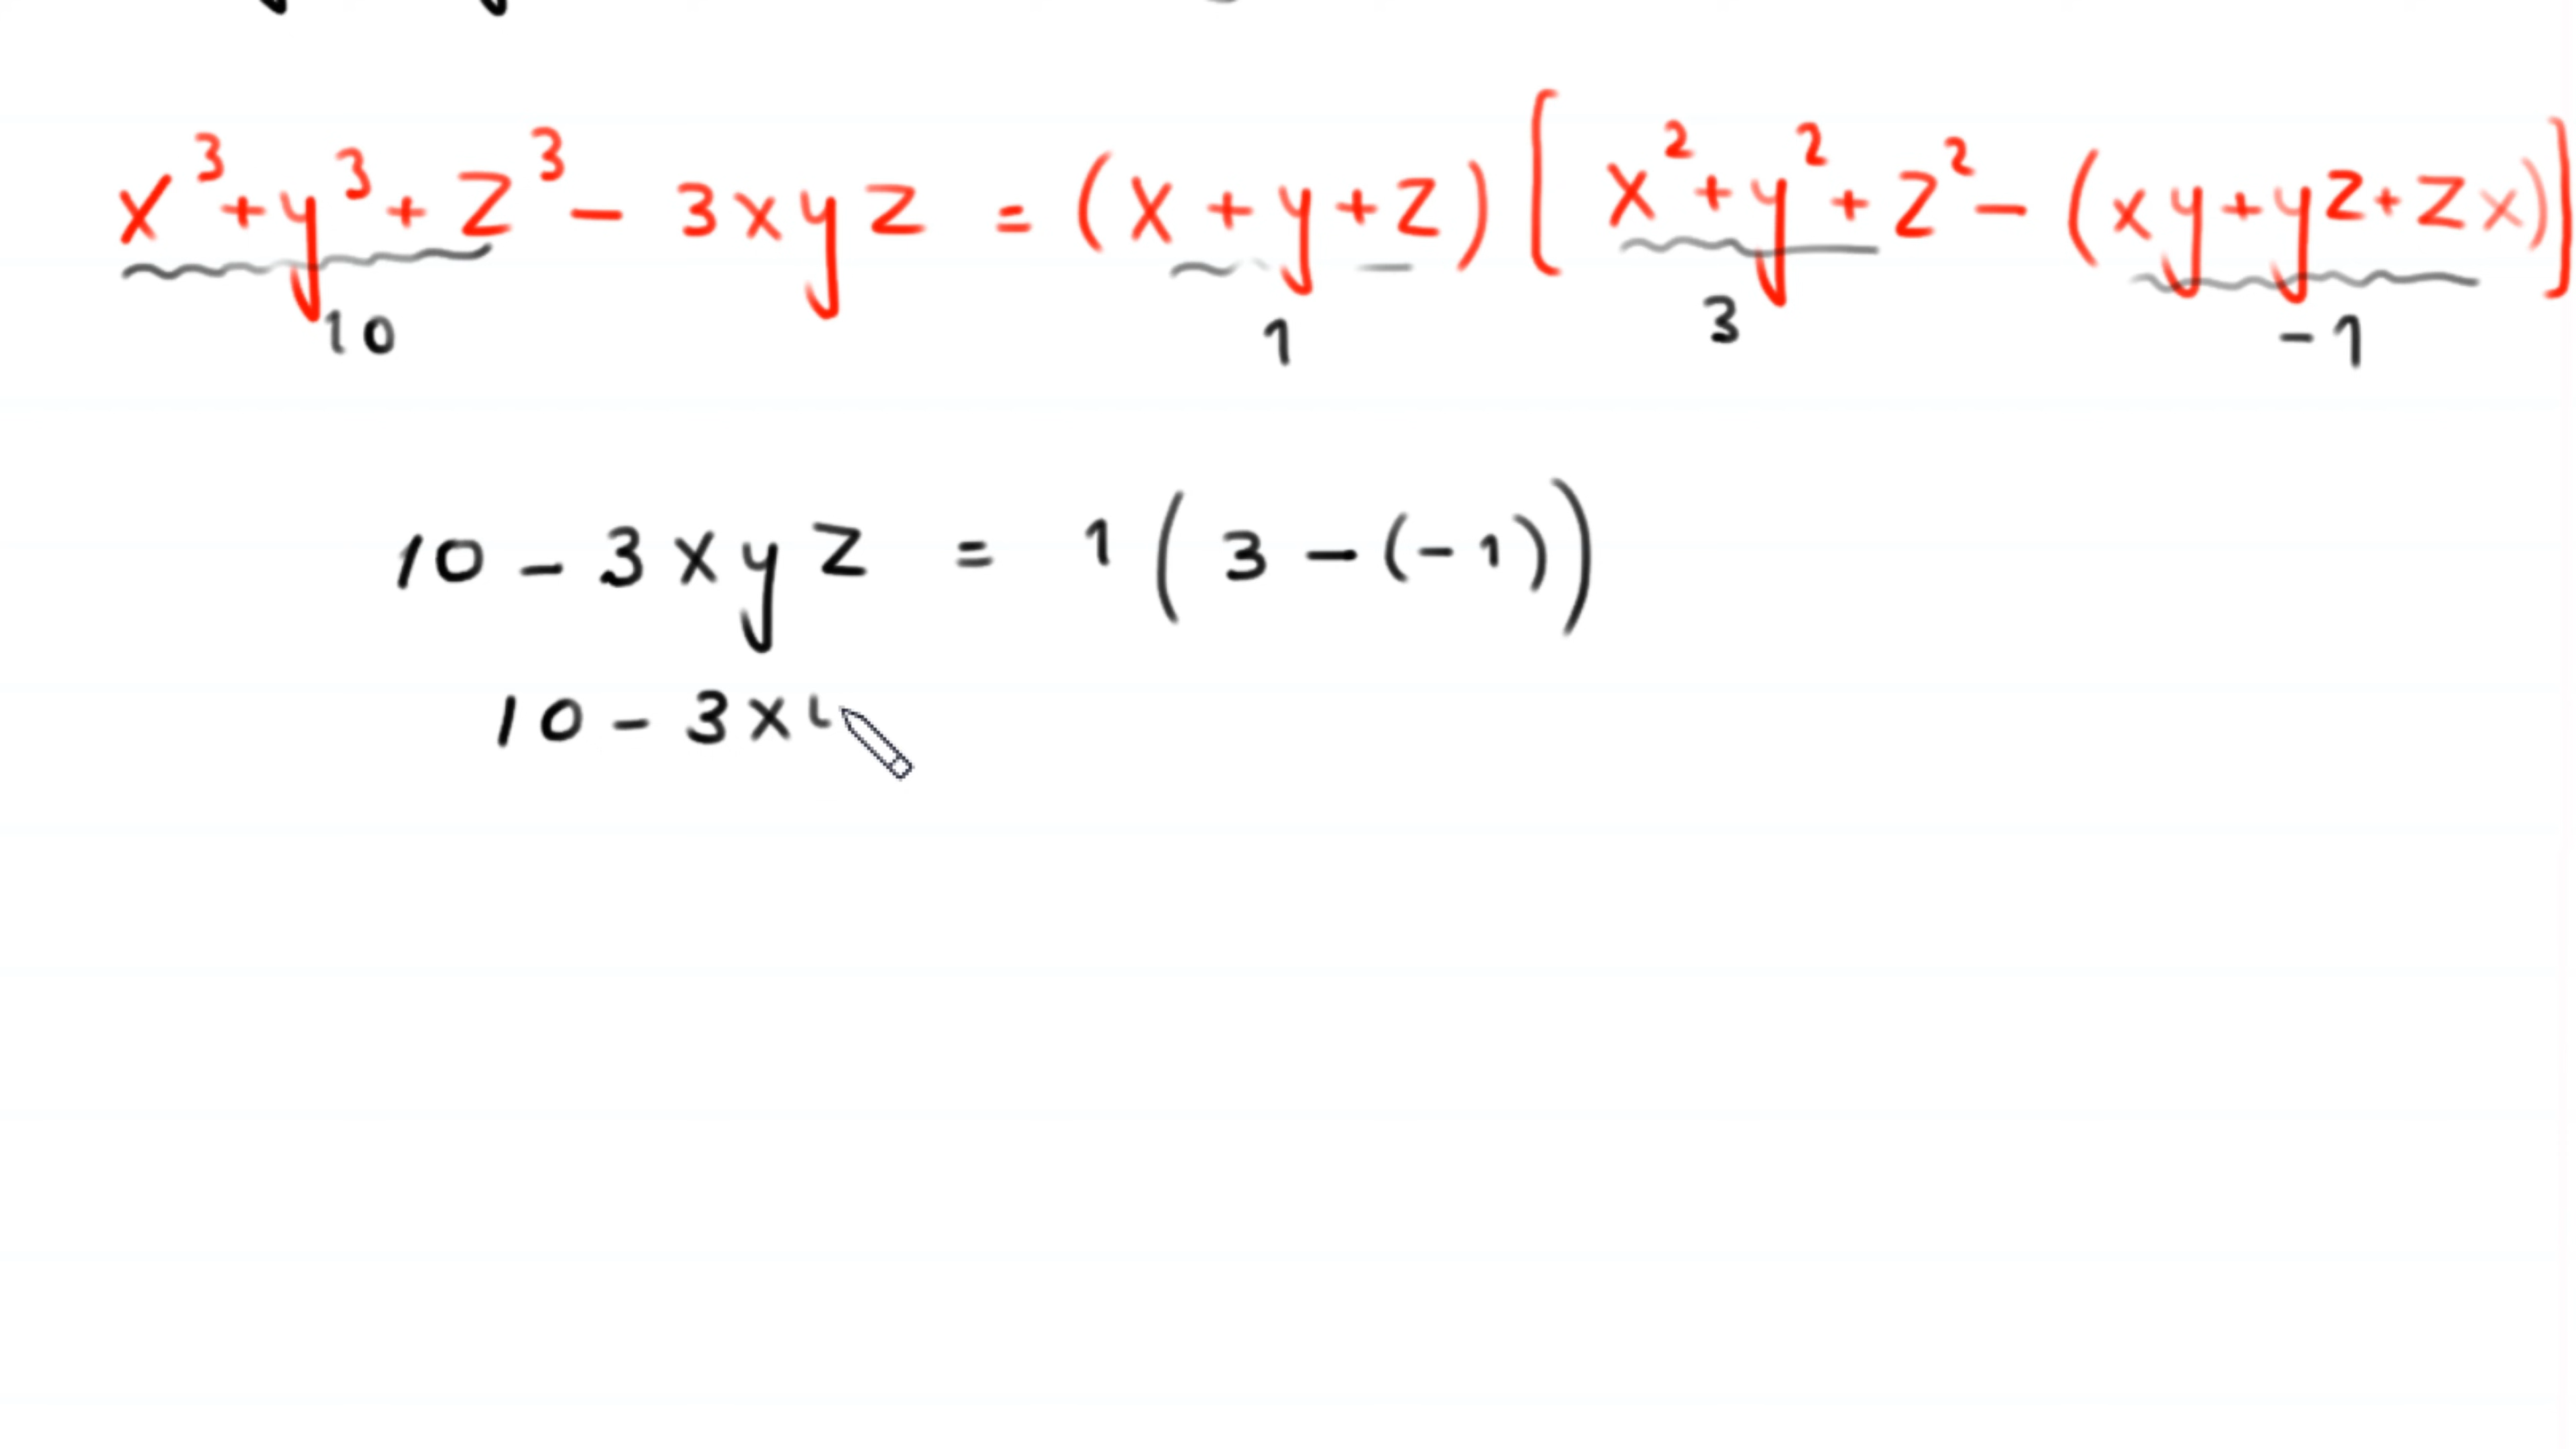 x³+y³+z³- 3xyz = (x+y+z) [x²+y²+z²-(xy+yz+zx)]
10 1 3 -1
10 - 3xyz = 1 (3-(-1))
10-3x